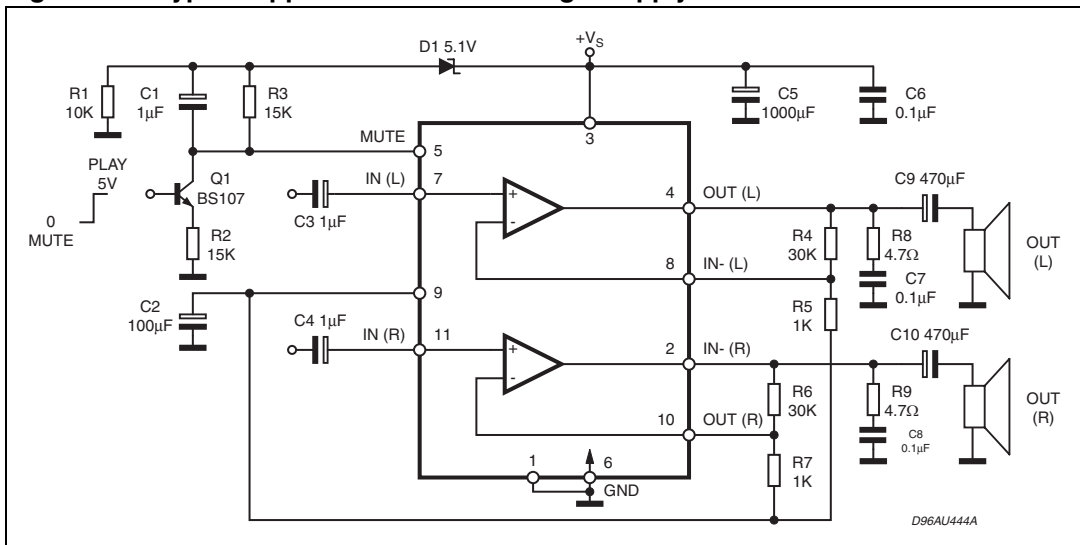 D1 5.1V
+VS
R1
10K
C1
1µF
R3
15K
C5
1000µF
C6
0.1µF
MUTE
5
3
PLAY
5V
0
MUTE
Q1
BS107
R2
15K
IN (L)
7
C3 1µF
+
-
4
OUT (L)
C9 470µF
R4
30K
R8
4.7Ω
C7
0.1µF
OUT
(L)
8
IN- (L)
R5
1K
9
C2
100µF
C4 1µF
IN (R)
11
+
-
2
IN- (R)
C10 470µF
R6
30K
R9
4.7Ω
C8
0.1µF
OUT
(R)
10
OUT (R)
R7
1K
1
6
GND
D96AU444A